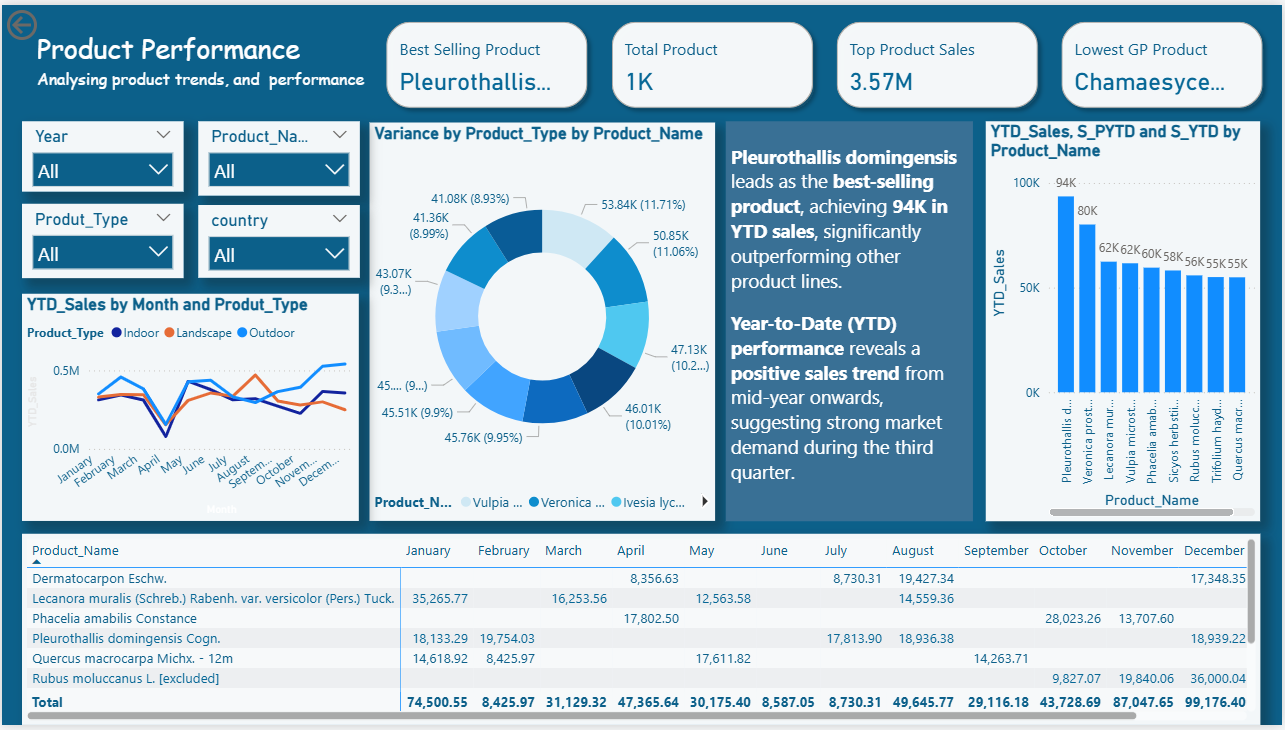 Product Performance
Analysing product trends, and performance
Best Selling Product
Pleurothallis...
Total Product
1K
Top Product Sales
3.57M
Lowest GP Product
Chamaesyce...
Year
All
Product_Na...
All
Produt_Type
All
country
All
YTD_Sales by Month and Produt_Type
Product_Type Indoor Landscape Outdoor
YTD_Sales
0.5M
0.0M
January
February
March
April
May
June
July
August
Septem...
October
Novem...
Decem...
Month
Variance by Product_Type by Product_Name
53.84K (11.71%)
50.85K
(11.06%)
47.13K
(10.2...)
46.01K
(10.01%)
45.76K (9.95%)
45.51K (9.9%)
45.... (9...)
43.07K
(9.3...)
41.36K
(8.99%)
41.08K (8.93%)
Product_N... Vulpia ... Veronica ... Ivesia lyc...
Pleurothallis domingensis
leads as the best-selling
product, achieving 94K in
YTD sales, significantly
outperforming other
product lines.
Year-to-Date (YTD)
performance reveals a
positive sales trend from
mid-year onwards,
suggesting strong market
demand during the third
quarter.
YTD_Sales, S_PYTD and S_YTD by
Product_Name
YTD_Sales
100K
50K
0K
94K
80K
62K
62K
60K
58K
56K
55K
55K
Pleurothallis d...
Veronica prost...
Lecanora mur...
Vulpia microst...
Phacelia amab...
Sicyos herbstii...
Rubus molucc...
Trifolium hayd...
Quercus macr...
Product_Name
Product_Name January February March April May June July August September October November December
Dermatocarpon Eschw. 8,356.63 8,730.31 19,427.34 17,348.35
Lecanora muralis (Schreb.) Rabenh. var. versicolor (Pers.) Tuck. 35,265.77 16,253.56 12,563.58 14,559.36
Phacelia amabilis Constance 17,802.50 28,023.26 13,707.60
Pleurothallis domingensis Cogn. 18,133.29 19,754.03 17,813.90 18,936.38 18,939.22
Quercus macrocarpa Michx. - 12m 14,618.92 8,425.97 17,611.82 14,263.71
Rubus moluccanus L. [excluded] 9,827.07 19,840.06 36,000.04
Total 74,500.55 8,425.97 31,129.32 47,365.64 30,175.40 8,587.05 8,730.31 49,645.77 29,116.18 43,728.69 87,047.65 99,176.40